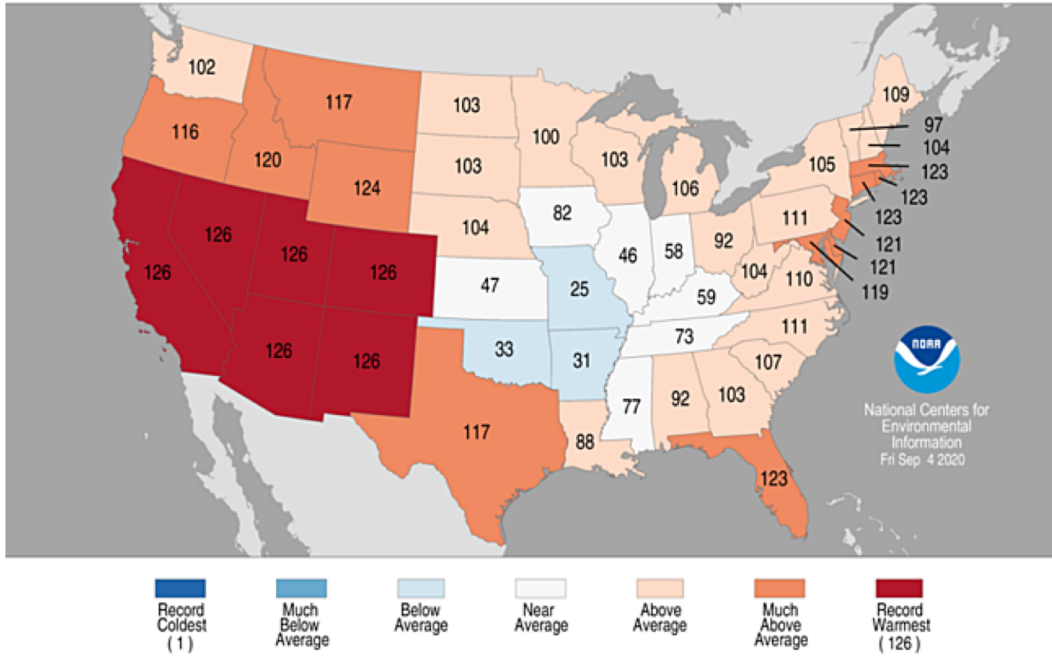 102
117
103
100
109
97
104
123
123
123
121
121
119
116
120
124
103
103
106
105
111
104
82
46
58
92
104
110
126
126
126
126
47
25
59
73
111
107
126
126
33
31
77
92
103
117
88
123
NOAA
National Centers for
Environmental
Information
Fri Sep 4 2020
Record
Coldest
( 1 )
Much
Below
Average
Below
Average
Near
Average
Above
Average
Much
Above
Average
Record
Warmest
( 126 )